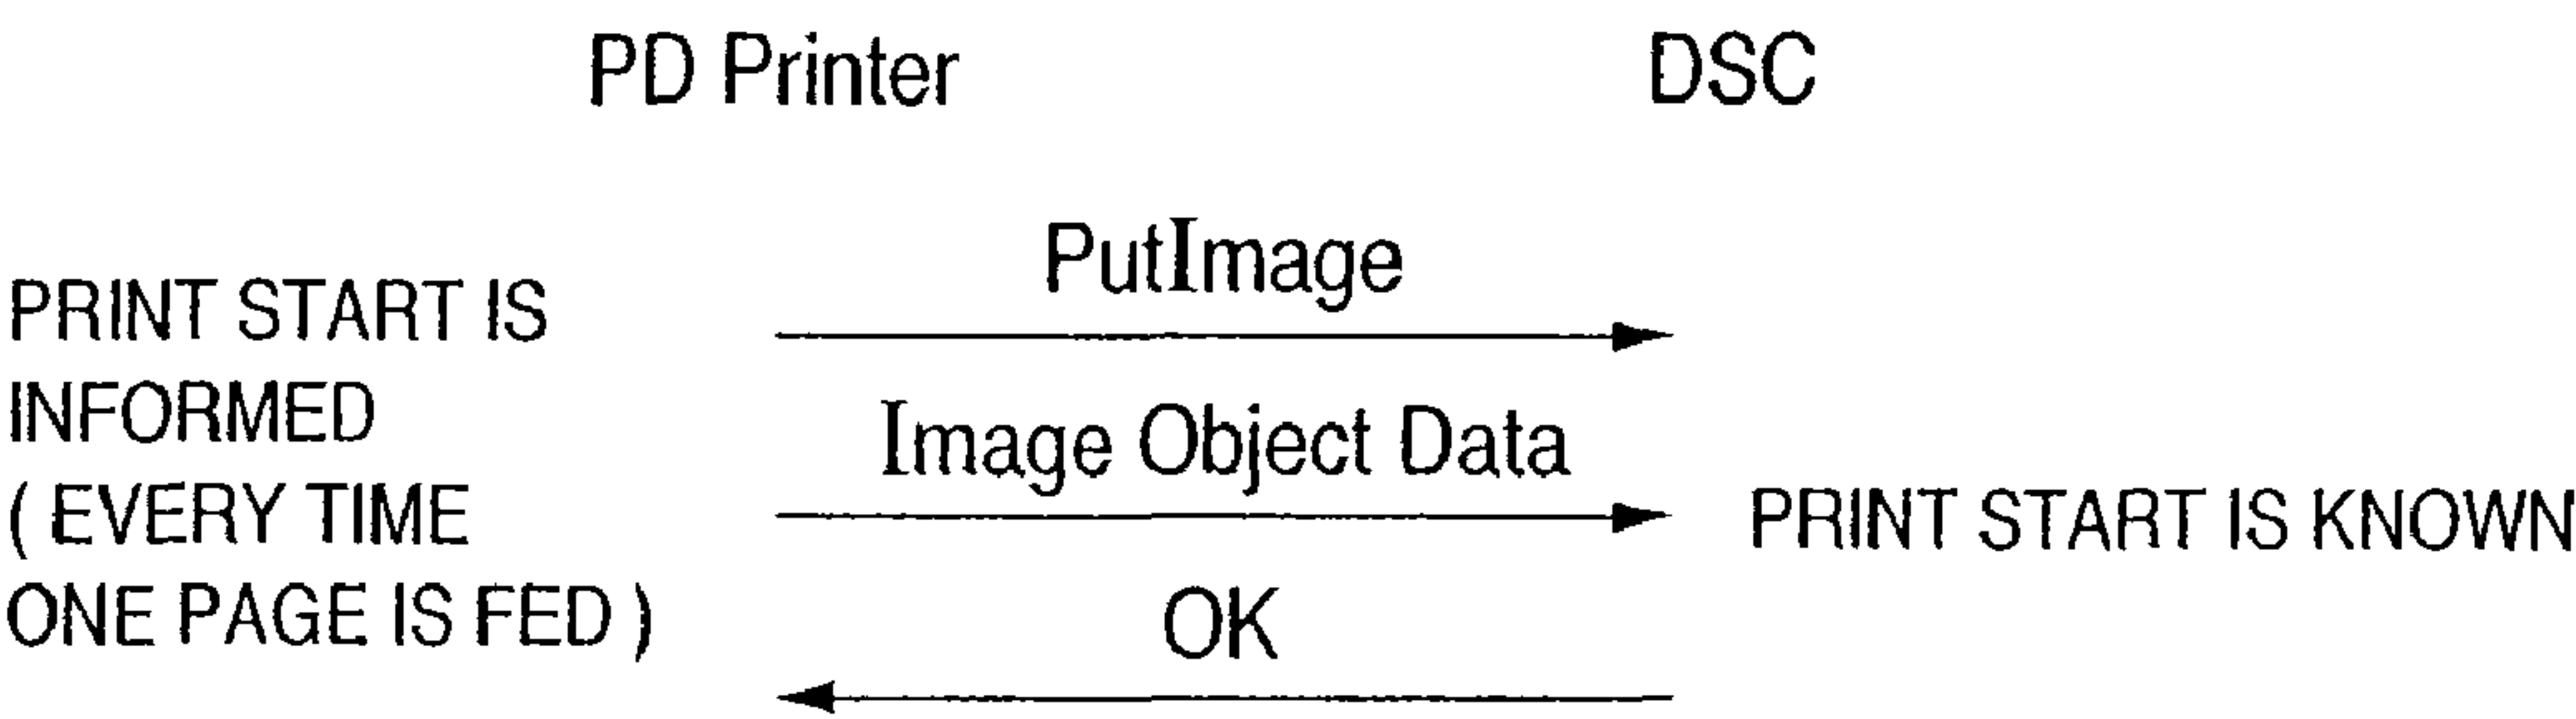 PD Printer
DSC
PutImage
PRINT START IS
INFORMED
( EVERY TIME
ONE PAGE IS FED )
Image Object Data
PRINT START IS KNOWN
OK